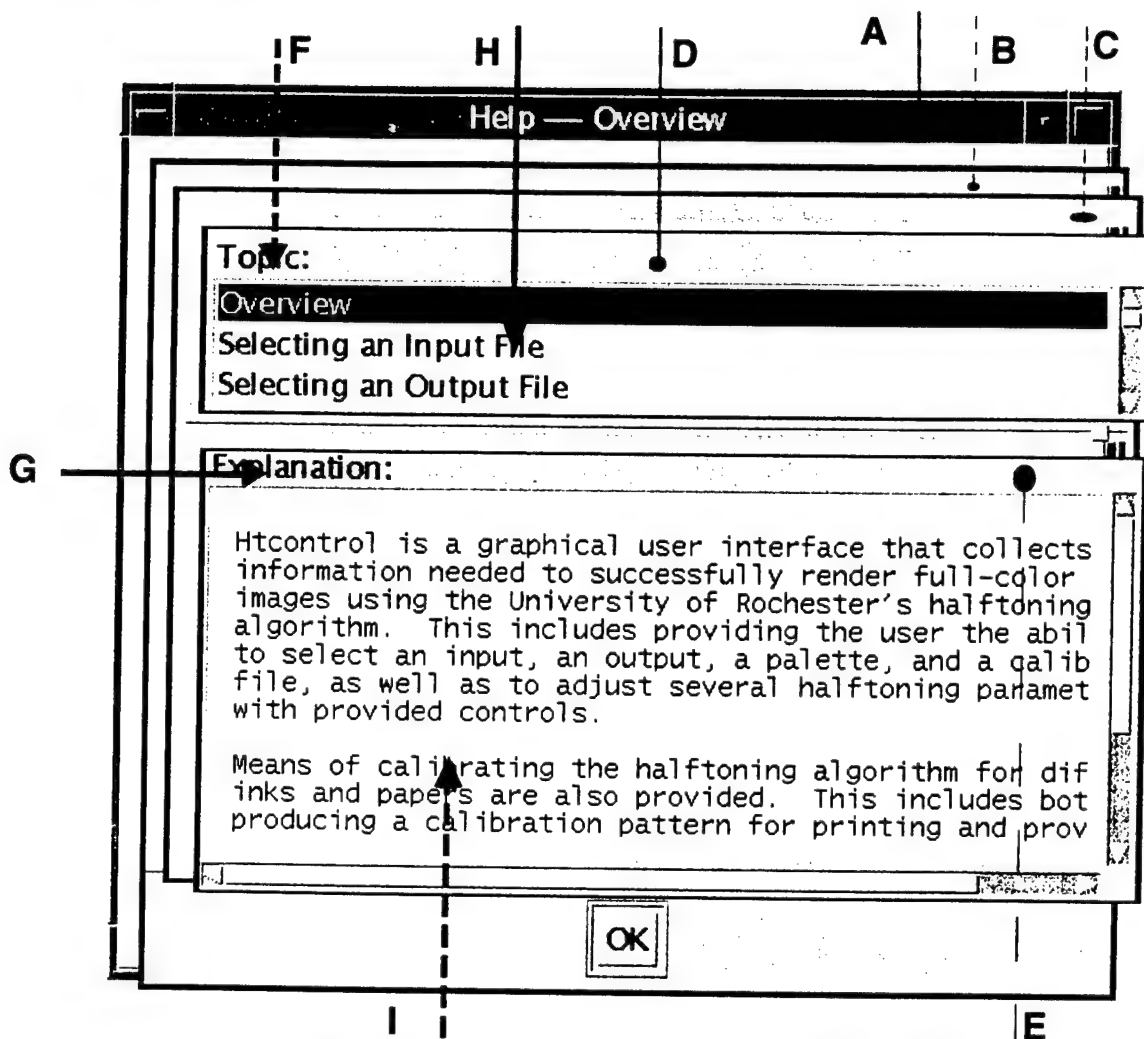 F H D A B C
Help — Overview
Topic:
Overview
Selecting an Input File
Selecting an Output File
G
Explanation:
Htcontrol is a graphical user interface that collects
information needed to successfully render full-color
images using the University of Rochester's halftoning
algorithm. This includes providing the user the abil
to select an input, an output, a palette, and a calib
file, as well as to adjust several halftoning paramet
with provided controls.
Means of calibrating the halftoning algorithm for dif
inks and papers are also provided. This includes bot
producing a calibration pattern for printing and prov
OK
I E